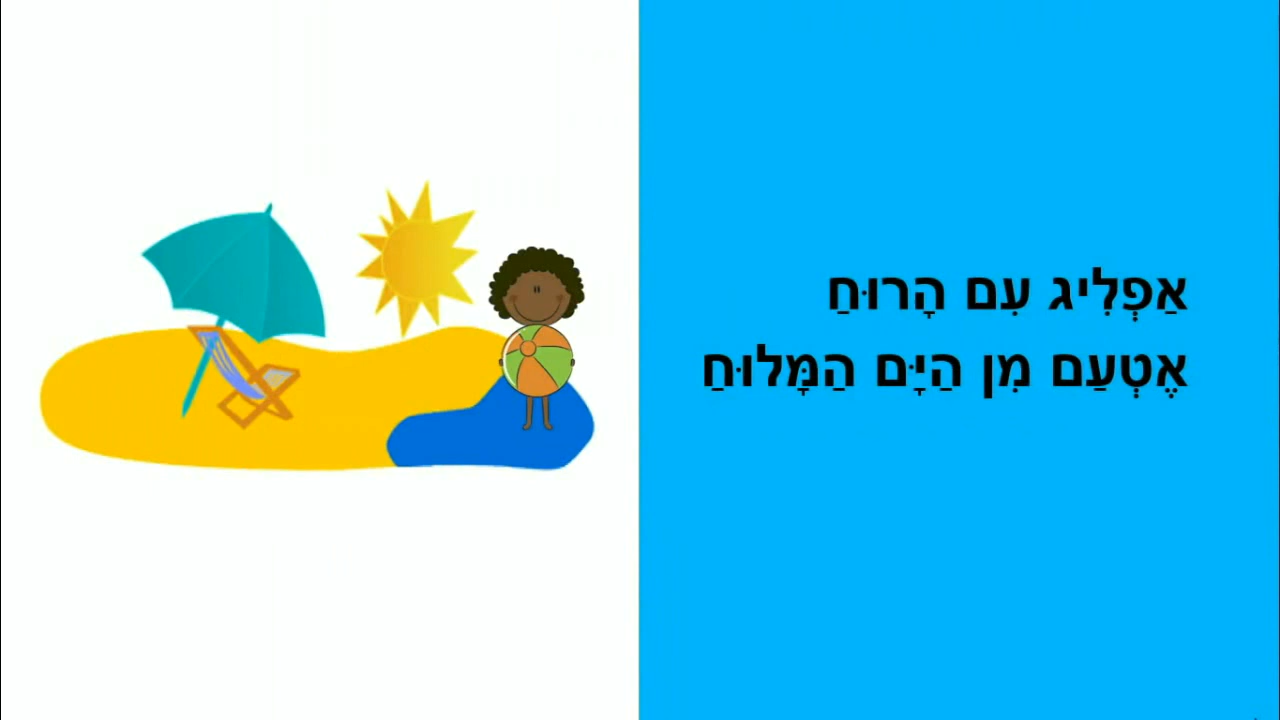 אַפְלִיג עִם הָרוּחַ
אֶטְעַם מִן הַיָּם הַמָּלוּחַ